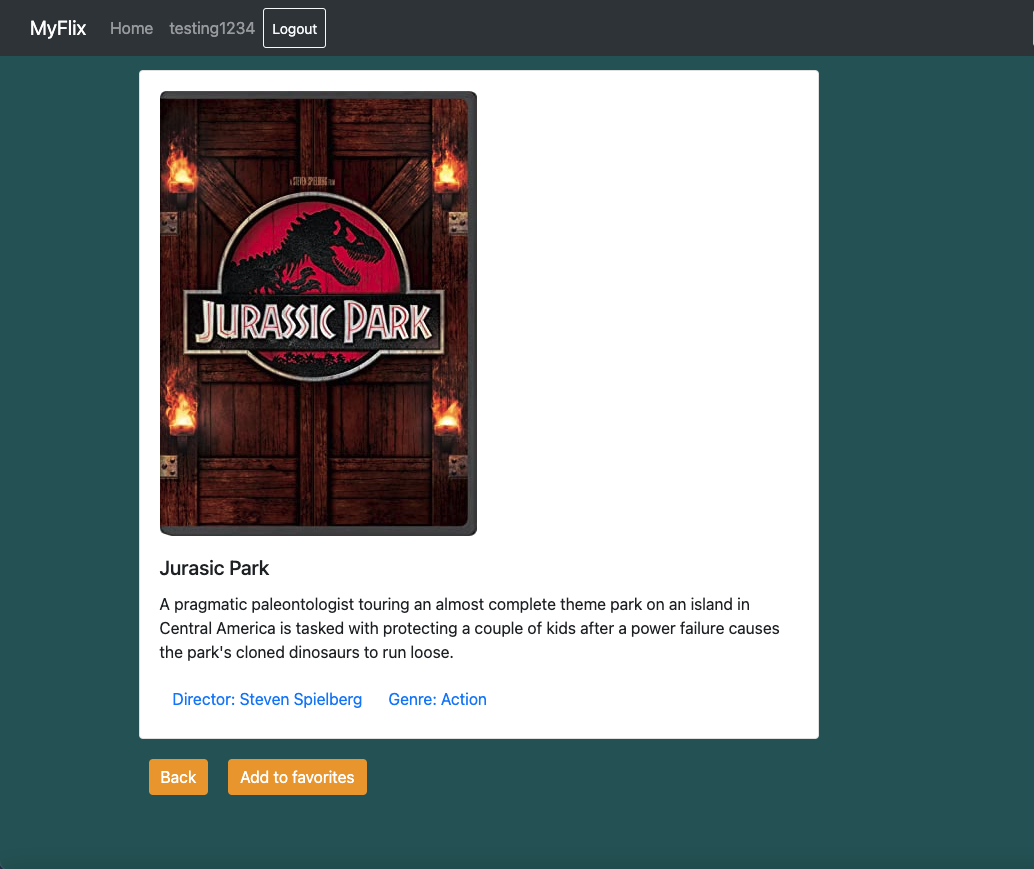 MyFlix Home testing1234 Logout
A STEVEN SPIELBERG FILM
JURASSIC PARK
Jurasic Park
A pragmatic paleontologist touring an almost complete theme park on an island in
Central America is tasked with protecting a couple of kids after a power failure causes
the park's cloned dinosaurs to run loose.
Director: Steven Spielberg Genre: Action
Back Add to favorites